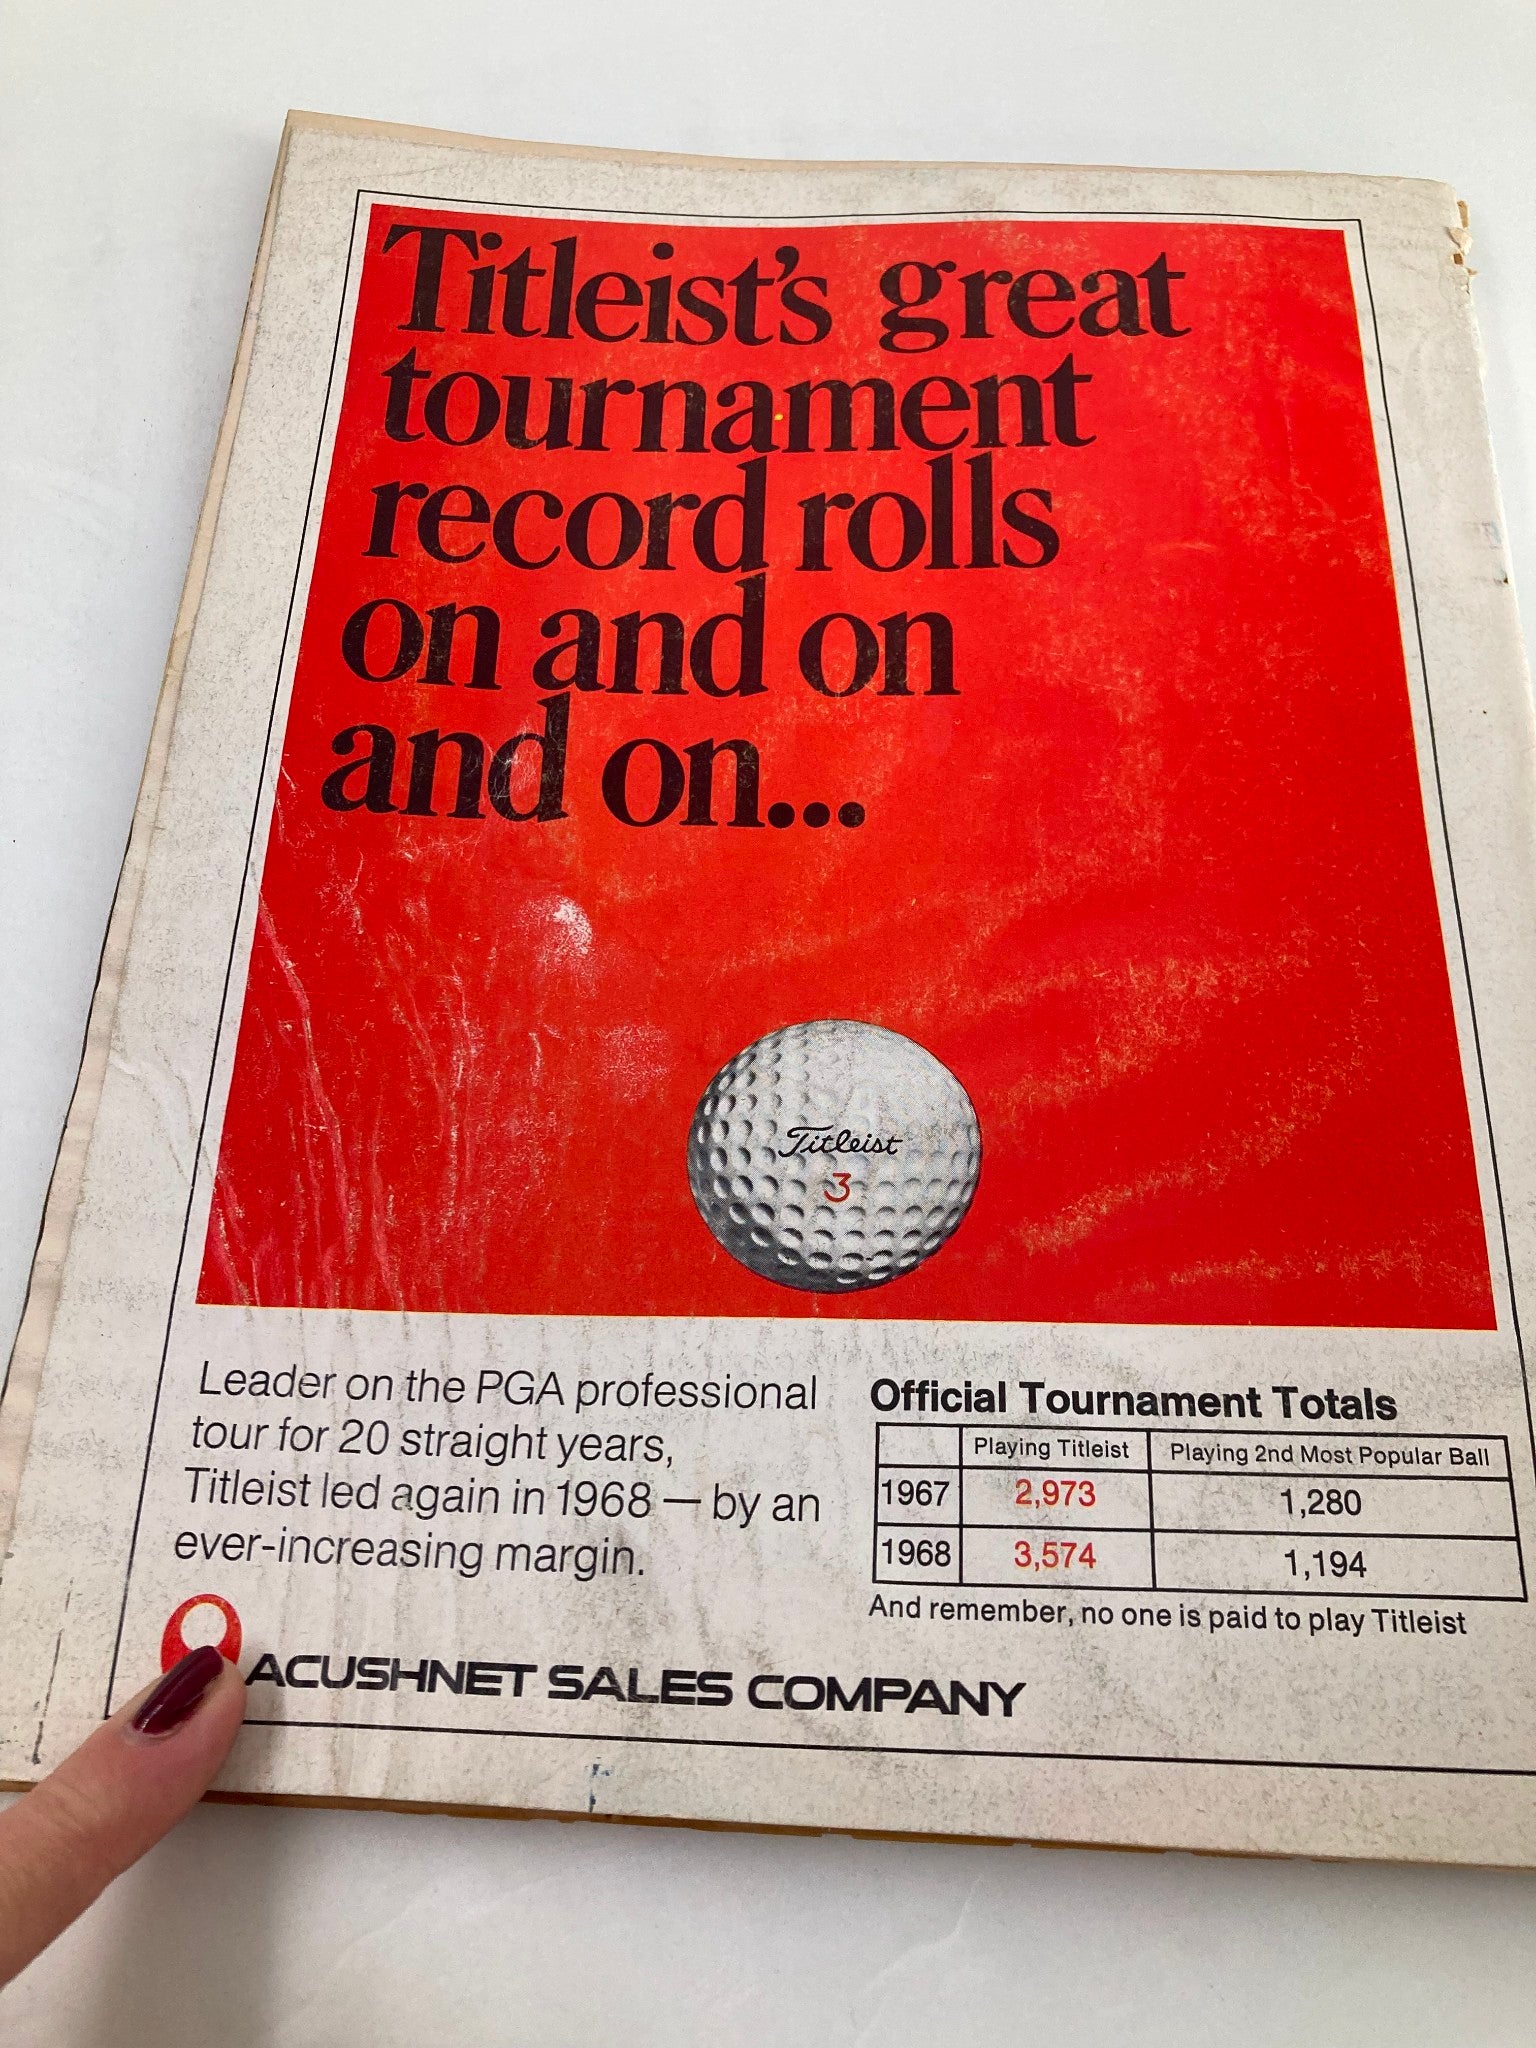 Titleist's great
tournament
record rolls
on and on
and on...
Titleist
3
Leader on the PGA professional
tour for 20 straight years,
Titleist led again in 1968 — by an
ever-increasing margin.
Official Tournament Totals
Playing Titleist Playing 2nd Most Popular Ball
1967 2,973 1,280
1968 3,574 1,194
And remember, no one is paid to play Titleist
ACUSHNET SALES COMPANY